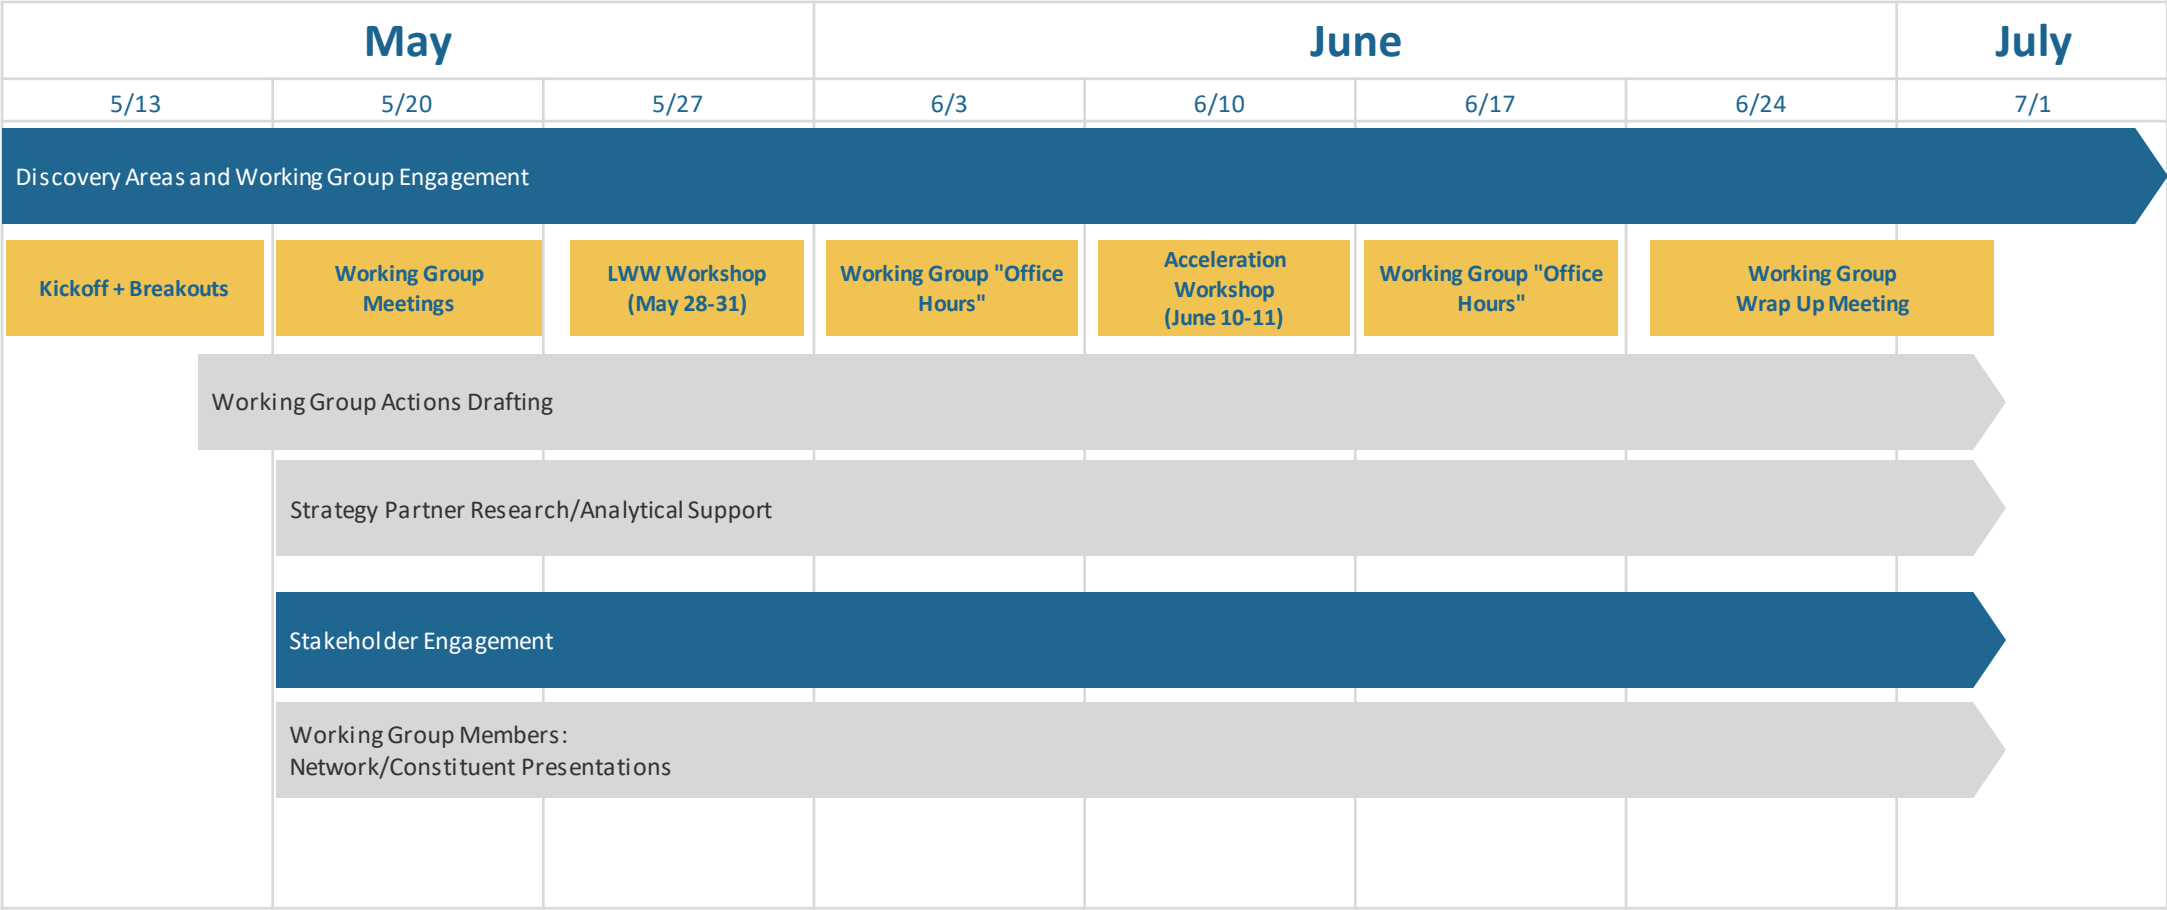 May
June
July
5/13
5/20
5/27
6/3
6/10
6/17
6/24
7/1
Discovery Areas and Working Group Engagement
Kickoff + Breakouts
Working Group
Meetings
LWW Workshop
(May 28-31)
Working Group "Office
Hours"
Acceleration
Workshop
(June 10-11)
Working Group "Office
Hours"
Working Group
Wrap Up Meeting
Working Group Actions Drafting
Strategy Partner Research/Analytical Support
Stakeholder Engagement
Working Group Members:
Network/Constituent Presentations